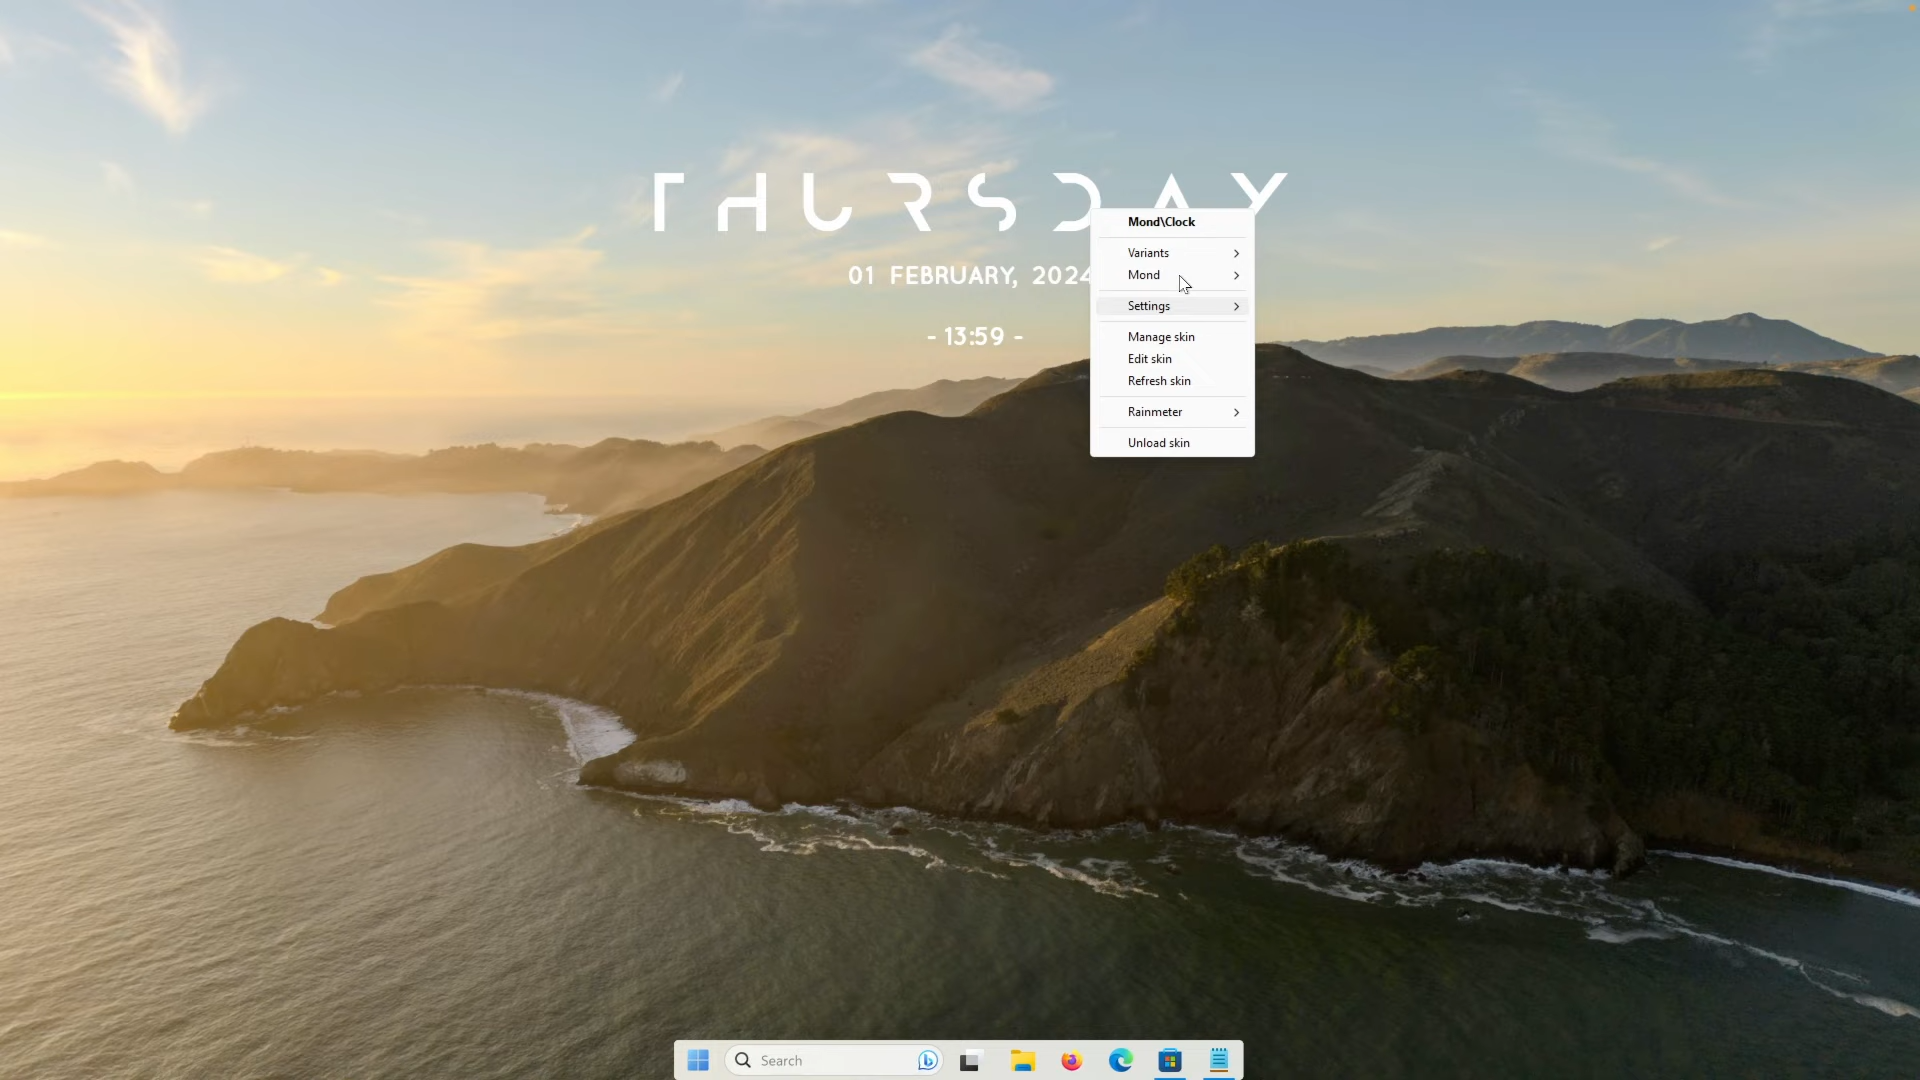 THURSDAY
01 FEBRUARY, 2024
- 13:59 -
Mond\Clock
Variants
Mond
Settings
Manage skin
Edit skin
Refresh skin
Rainmeter
Unload skin
Search